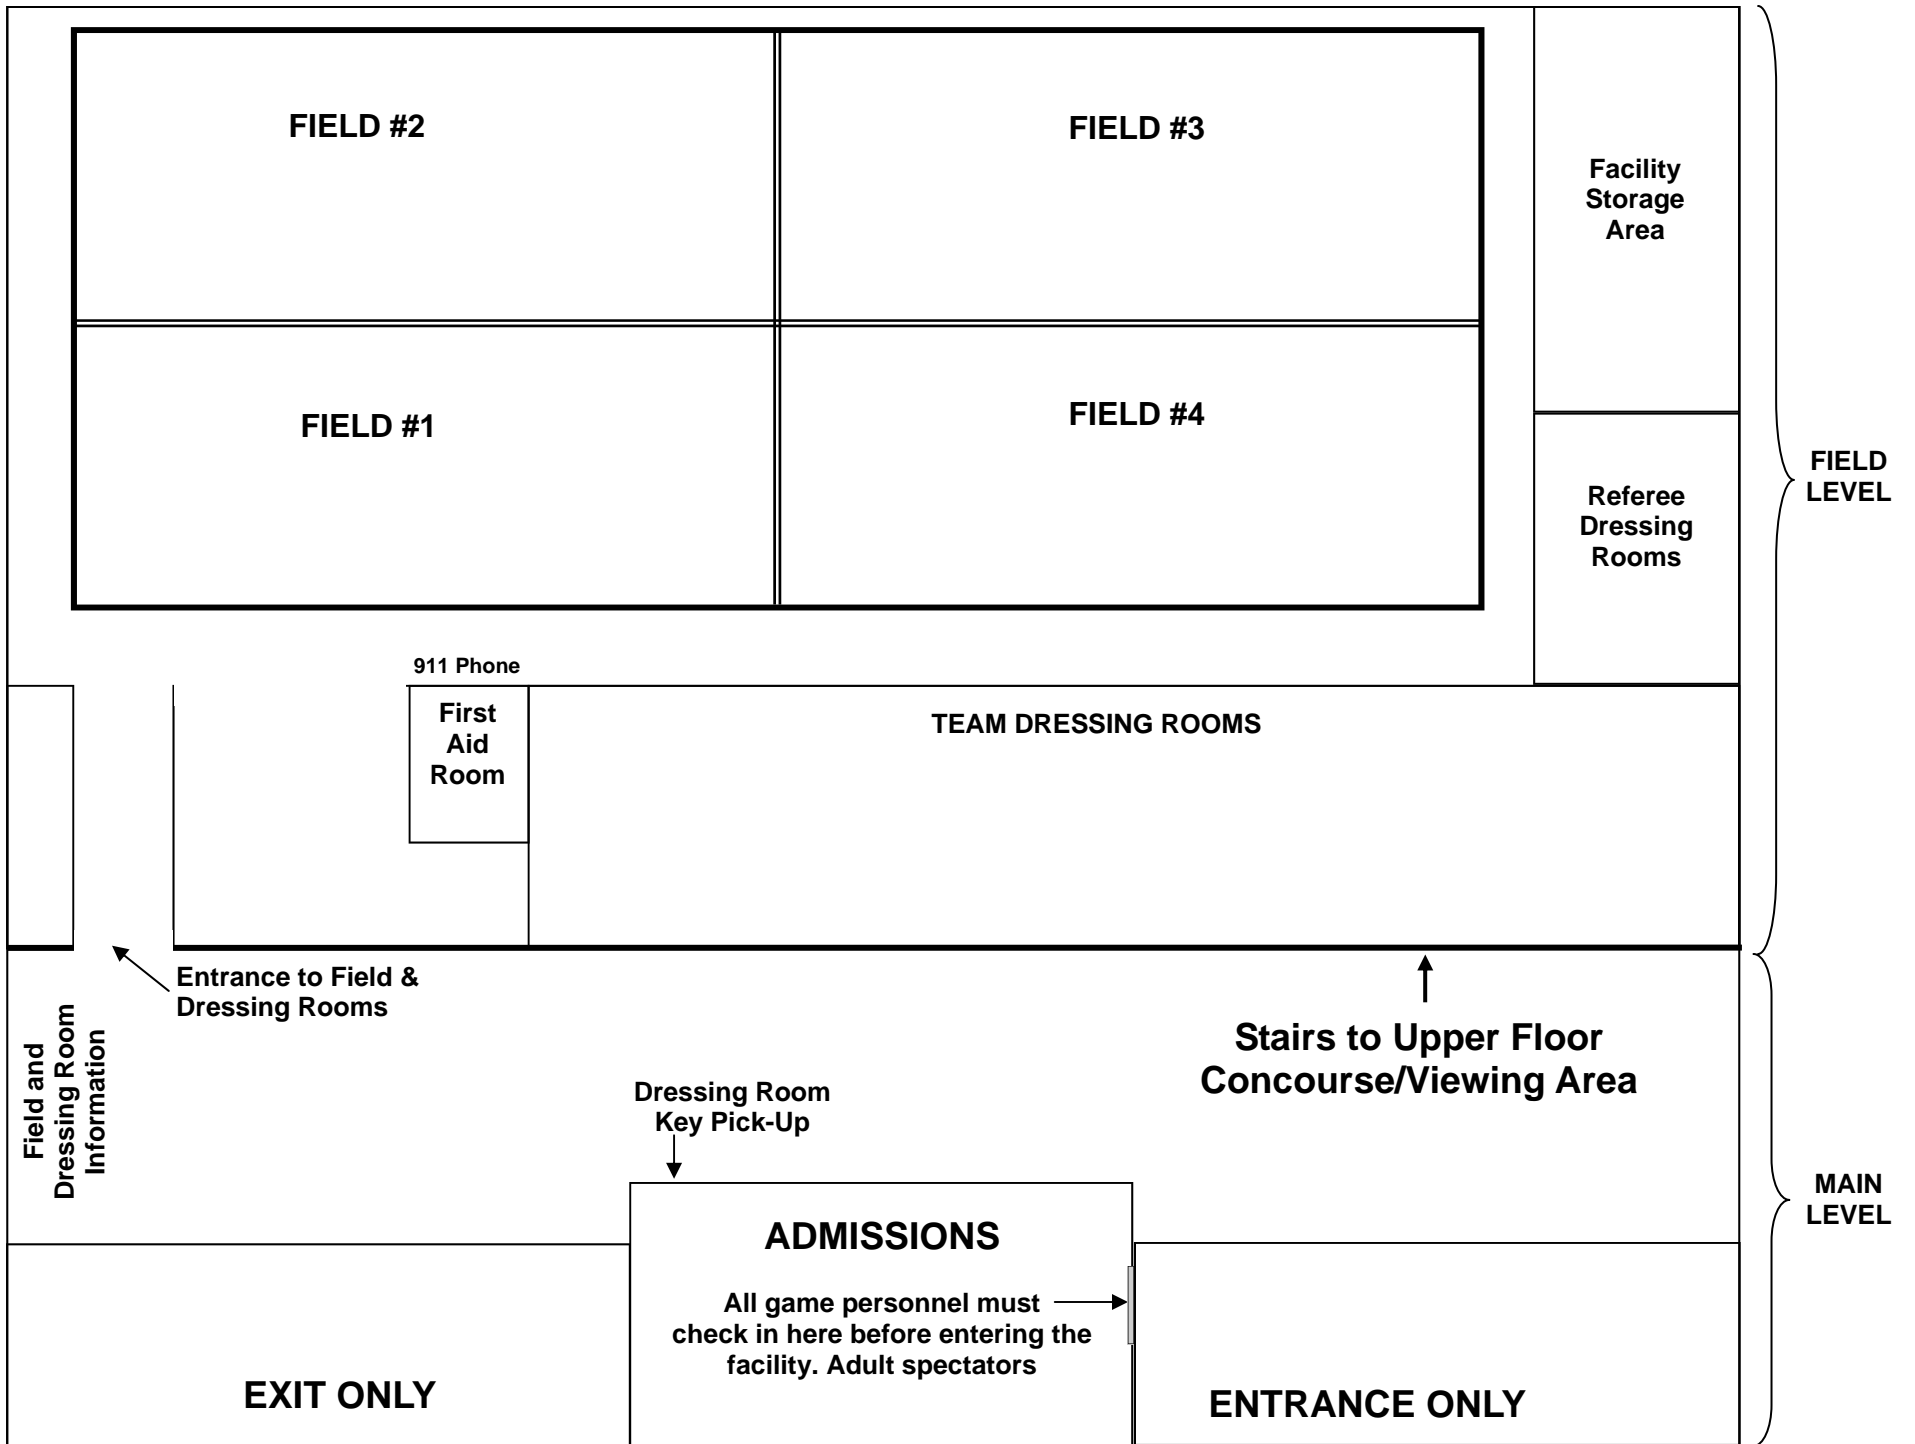 FIELD #2
FIELD #3
Facility
Storage
Area
FIELD #1
FIELD #4
FIELD
LEVEL
Referee
Dressing
Rooms
911 Phone
First
Aid
Room
TEAM DRESSING ROOMS
Entrance to Field &
Dressing Rooms
Field and
Dressing Room
Information
Stairs to Upper Floor
Concourse/Viewing Area
Dressing Room
Key Pick-Up
MAIN
LEVEL
ADMISSIONS
All game personnel must
check in here before entering the
facility. Adult spectators
EXIT ONLY
ENTRANCE ONLY